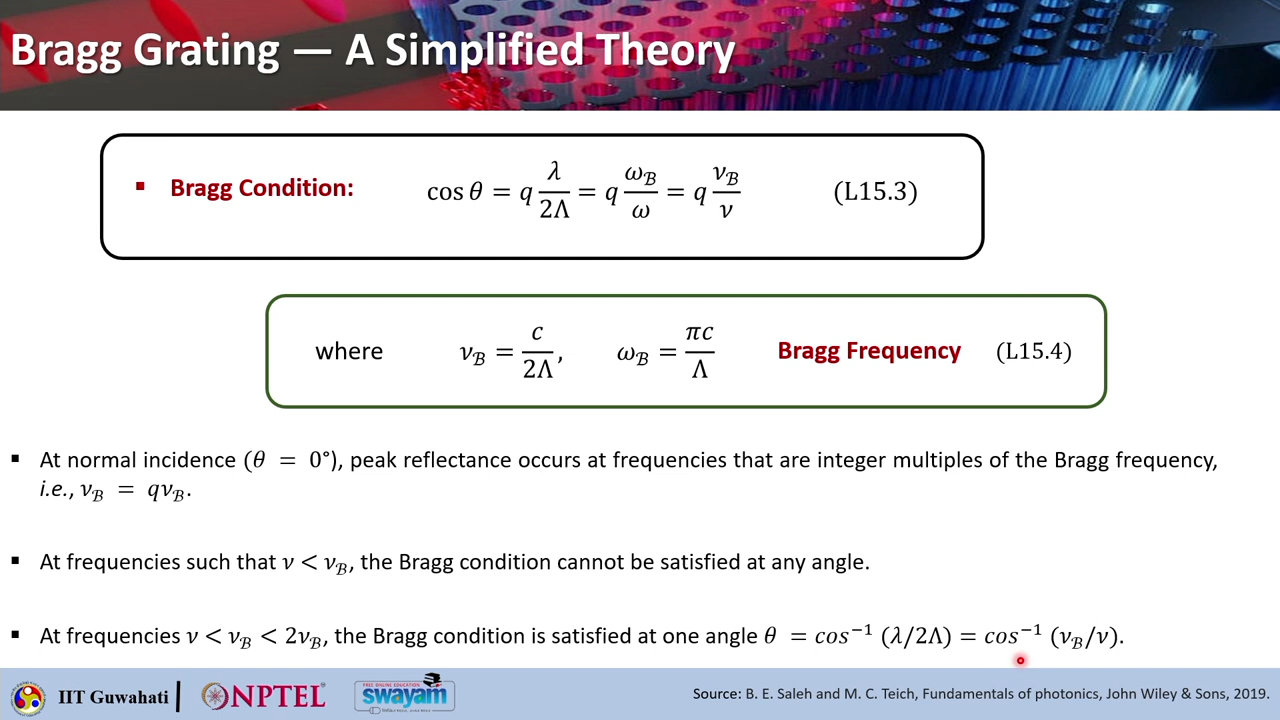 Bragg Grating — A Simplified Theory
▪ Bragg Condition: cos θ = q λ/2Λ = q ω_ℬ/ω = q ν_ℬ/ν (L15.3)
where ν_ℬ = c/2Λ, ω_ℬ = πc/Λ Bragg Frequency (L15.4)
▪ At normal incidence (θ = 0°), peak reflectance occurs at frequencies that are integer multiples of the Bragg frequency,
i.e., ν_ℬ = qν_ℬ.
▪ At frequencies such that ν < ν_ℬ, the Bragg condition cannot be satisfied at any angle.
▪ At frequencies ν < ν_ℬ < 2ν_ℬ, the Bragg condition is satisfied at one angle θ = cos⁻¹ (λ/2Λ) = cos⁻¹ (ν_ℬ/ν).
IIT Guwahati
NPTEL
FREE ONLINE EDUCATION
swayam
Source: B. E. Saleh and M. C. Teich, Fundamentals of photonics, John Wiley & Sons, 2019.